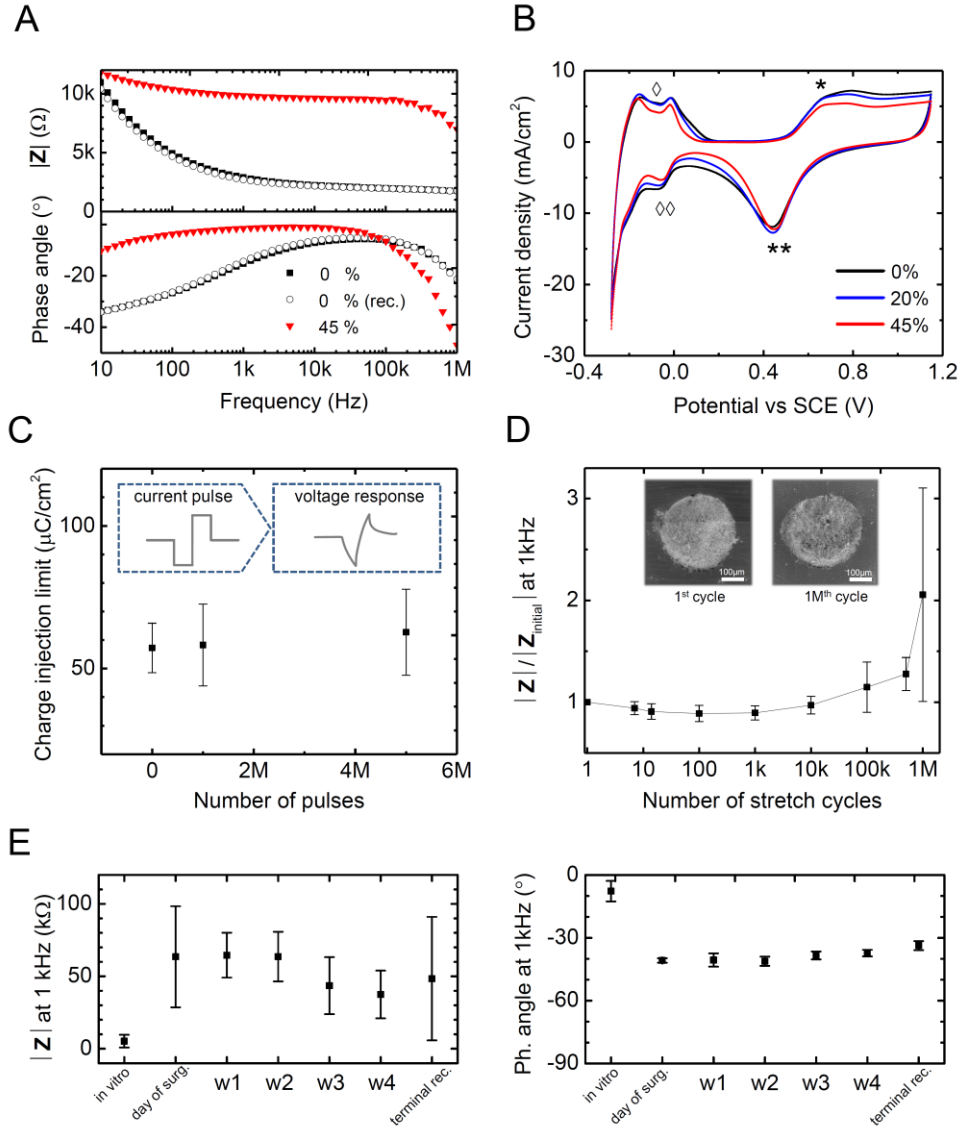 A
10k
5k
0
|Z| (Ω)
0 %
0 % (rec.)
45 %
-20
-40
Phase angle (°)
10 100 1k 10k 100k 1M
Frequency (Hz)
B
10
0
-10
-20
-30
Current density (mA/cm²)
◊
*
◊◊
**
0%
20%
45%
-0.4 0.0 0.4 0.8 1.2
Potential vs SCE (V)
C
100
50
Charge injection limit (µC/cm²)
current pulse
voltage response
0 2M 4M 6M
Number of pulses
D
3
2
1
|Z| / |Z initial| at 1kHz
100µm
100µm
1st cycle
1Mth cycle
1 10 100 1k 10k 100k 1M
Number of stretch cycles
E
100
50
0
|Z| at 1 kHz (kΩ)
in vitro day of surg. w1 w2 w3 w4 terminal rec.
0
-30
-60
-90
Ph. angle at 1kHz (°)
in vitro day of surg. w1 w2 w3 w4 terminal rec.